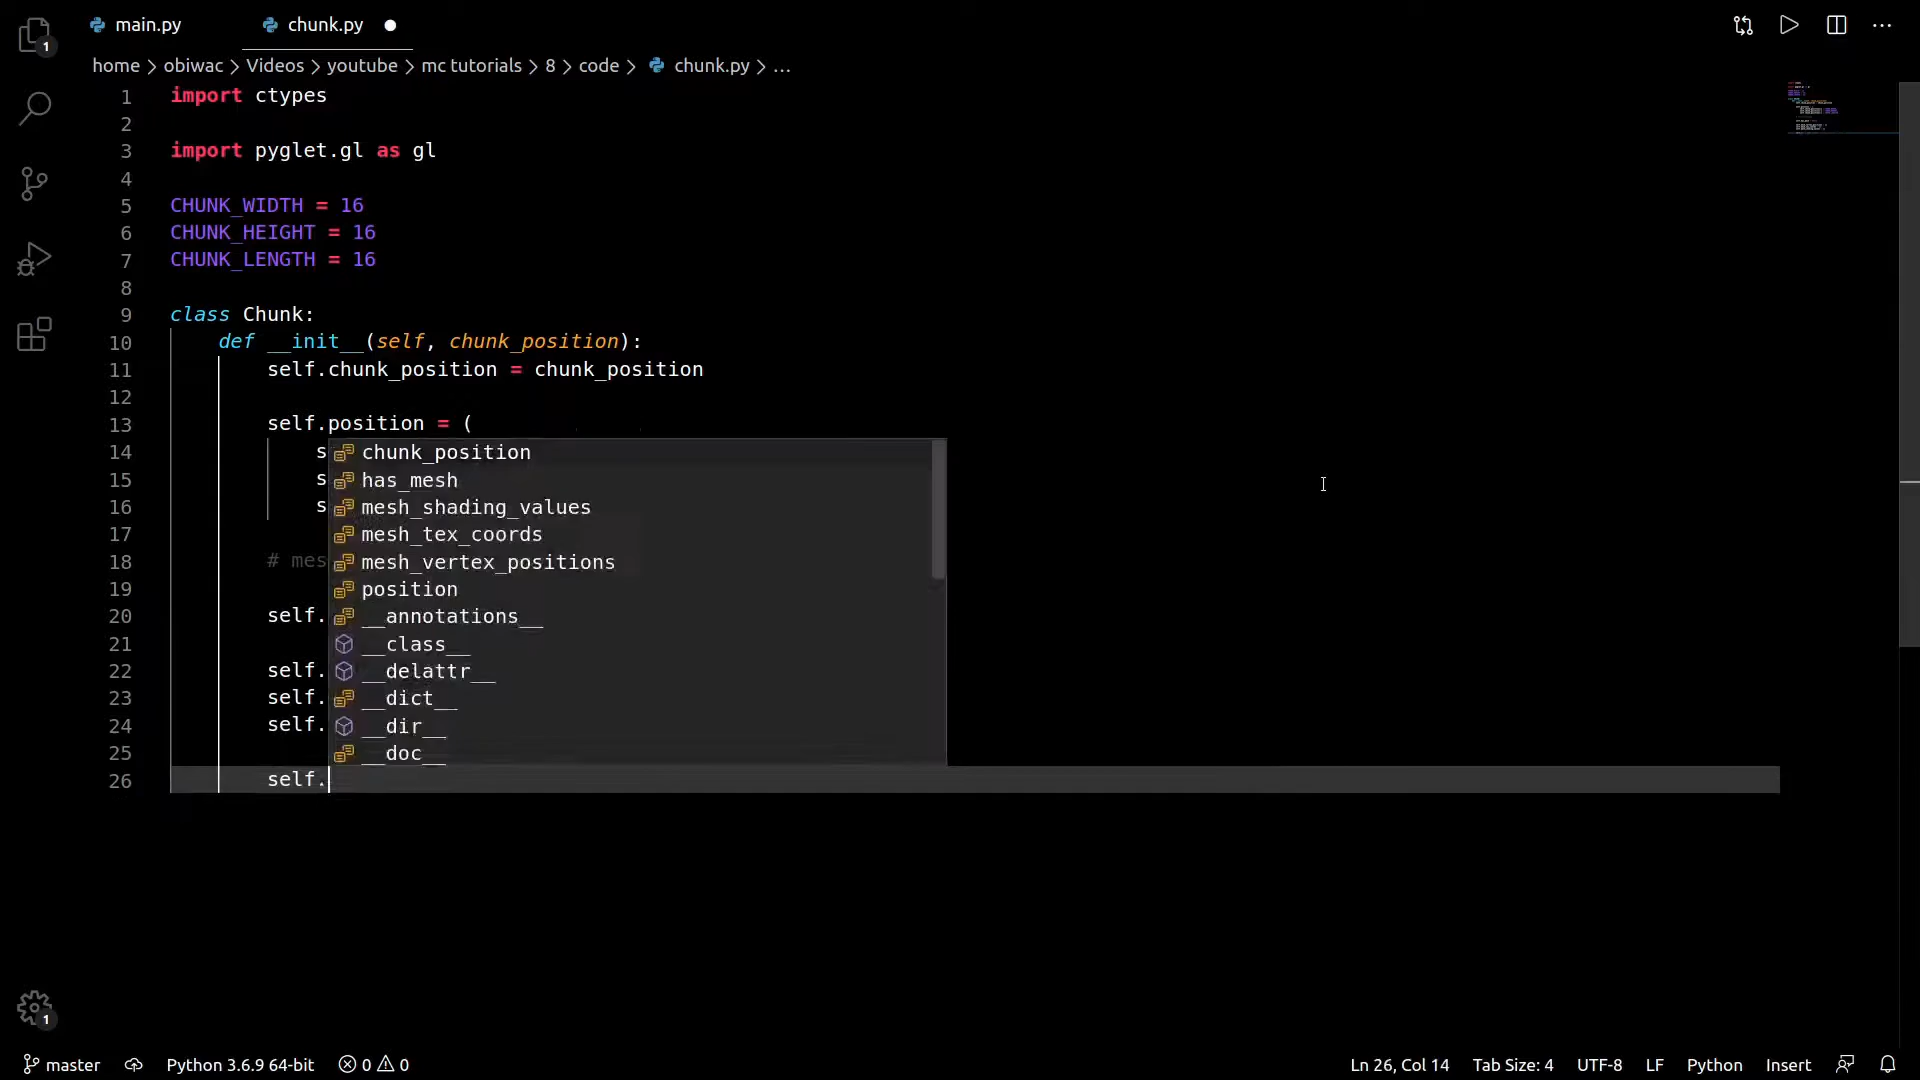 main.py chunk.py
1
home obiwac Videos youtube mc tutorials 8 code chunk.py ...
1 import ctypes
2
3 import pyglet.gl as gl
4
5 CHUNK_WIDTH = 16
6 CHUNK_HEIGHT = 16
7 CHUNK_LENGTH = 16
8
9 class Chunk:
10 def __init__(self, chunk_position):
11 self.chunk_position = chunk_position
12
13 self.position = (
14 s chunk_position
15 s has_mesh
16 s mesh_shading_values
17 mesh_tex_coords
18 # mes mesh_vertex_positions
19 position
20 self. __annotations__
21 __class__
22 self. __delattr__
23 self. __dict__
24 self. __dir__
25 __doc__
26 self.
1
master Python 3.6.9 64-bit 0 0 Ln 26, Col 14 Tab Size: 4 UTF-8 LF Python Insert